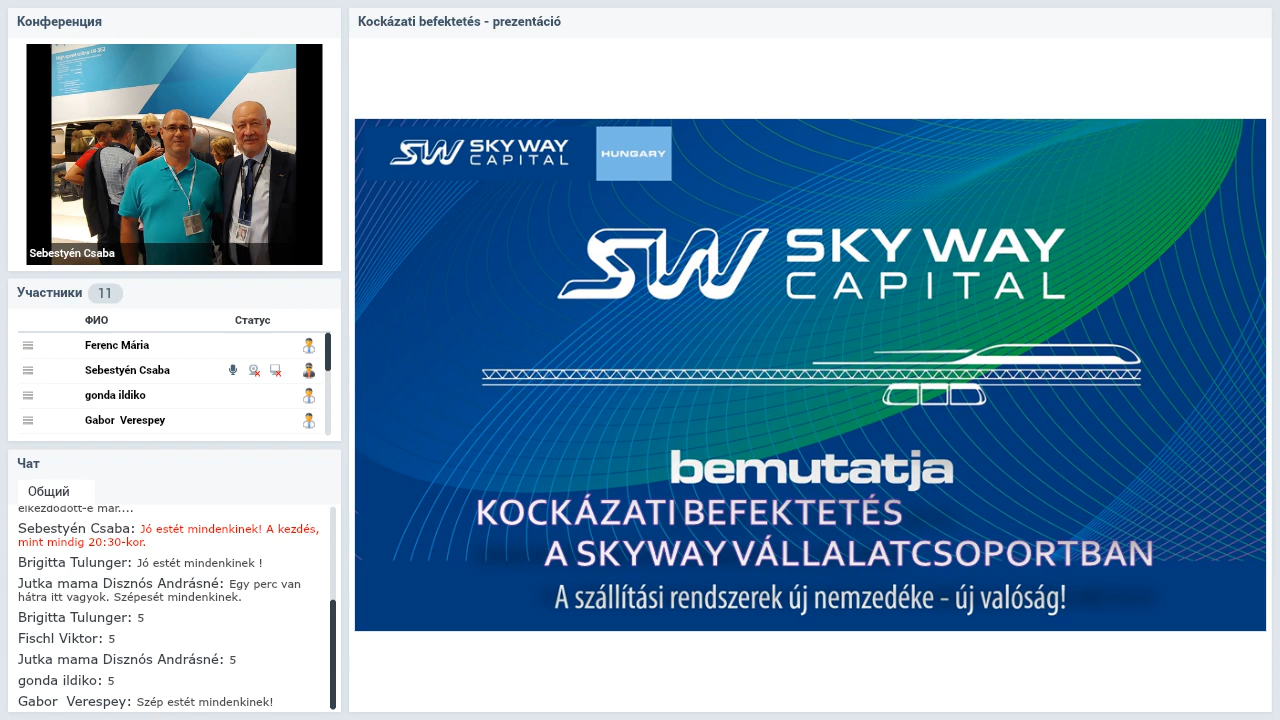 Конференция
Sebestyén Csaba
Участники 11
ФИО Статус
Ferenc Mária
Sebestyén Csaba
gonda ildiko
Gabor Verespey
Чат
Общий
Sebestyén Csaba: Jó estét mindenkinek! A kezdés,
mint mindig 20:30-kor.
Brigitta Tulunger: Jó estét mindenkinek !
Jutka mama Disznós Andrásné: Egy perc van
hátra itt vagyok. Szépesét mindenkinek.
Brigitta Tulunger: 5
Fischl Viktor: 5
Jutka mama Disznós Andrásné: 5
gonda ildiko: 5
Gabor Verespey: Szép estét mindenkinek!
Kockázati befektetés - prezentáció
SW SKY WAY
CAPITAL
HUNGARY
SW SKY WAY
CAPITAL
bemutatja
KOCKÁZATI BEFEKTETÉS
A SKYWAY VÁLLALATCSOPORTBAN
A szállítási rendszerek új nemzedéke - új valóság!